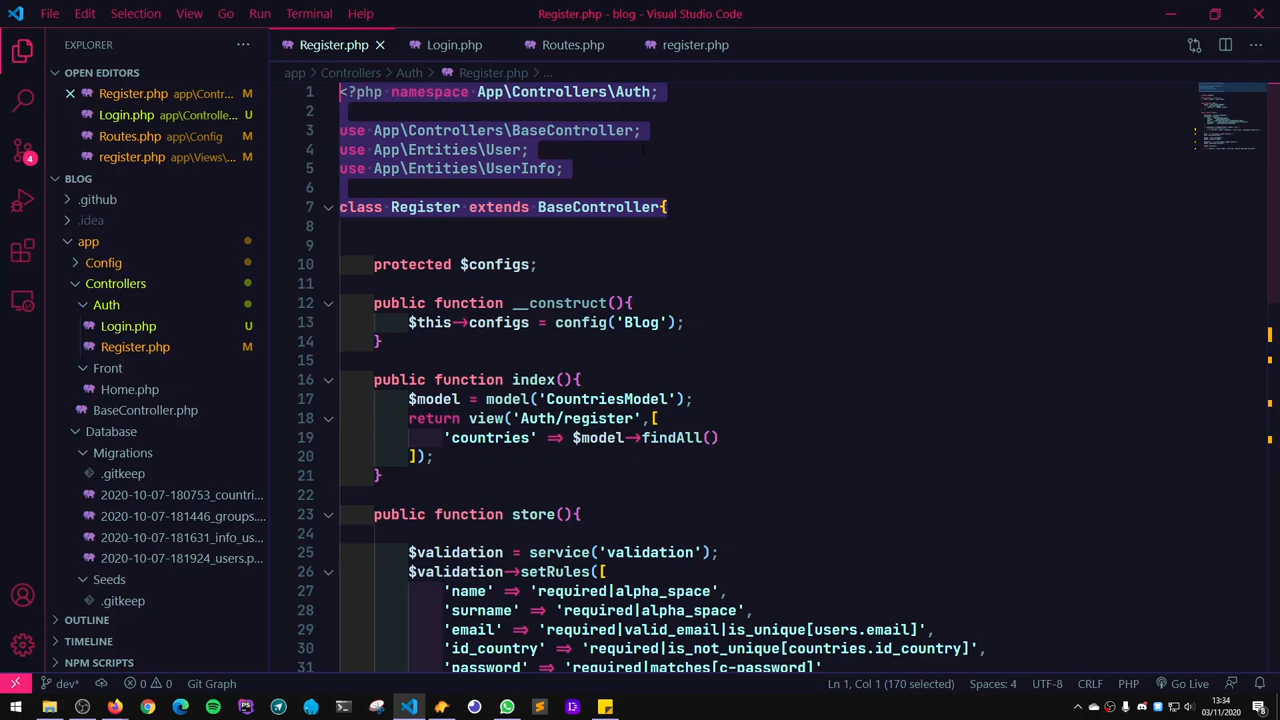 File Edit Selection View Go Run Terminal Help
Register.php - blog - Visual Studio Code
EXPLORER
OPEN EDITORS
Register.php app\Contr... M
Login.php app\Controlle... U
Routes.php app\Config M
register.php app\Views\... M
BLOG
.github
.idea
app
Config
Controllers
Auth
Login.php U
Register.php M
Front
Home.php
BaseController.php
Database
Migrations
.gitkeep
2020-10-07-180753_countri...
2020-10-07-181446_groups....
2020-10-07-181631_info_us...
2020-10-07-181924_users.p...
Seeds
.gitkeep
OUTLINE
TIMELINE
NPM SCRIPTS
4
Register.php Login.php Routes.php register.php
app > Controllers > Auth > Register.php > ...
1 <?php namespace App\Controllers\Auth;
2
3 use App\Controllers\BaseController;
4 use App\Entities\User;
5 use App\Entities\UserInfo;
6
7 class Register extends BaseController{
8
9
10 protected $configs;
11
12 public function __construct(){
13 $this->configs = config('Blog');
14 }
15
16 public function index(){
17 $model = model('CountriesModel');
18 return view('Auth/register',[
19 'countries' => $model->findAll()
20 ]);
21 }
22
23 public function store(){
24
25 $validation = service('validation');
26 $validation->setRules([
27 'name' => 'required|alpha_space',
28 'surname' => 'required|alpha_space',
29 'email' => 'required|valid_email|is_unique[users.email]',
30 'id_country' => 'required|is_not_unique[countries.id_country]',
31 'password' => 'required|matches[c-password]'
dev* 0 0 Git Graph
Ln 1, Col 1 (170 selected) Spaces: 4 UTF-8 CRLF PHP Go Live
13:34
03/11/2020
8